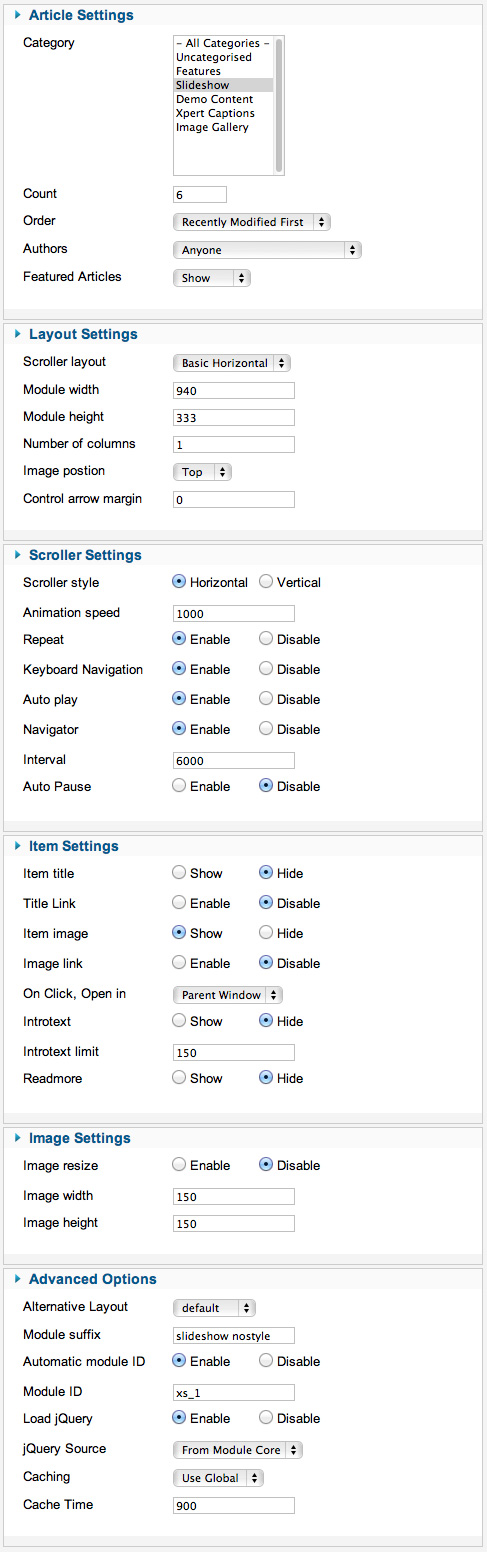 Article Settings
Category
- All Categories -
Uncategorised
Features
Slideshow
Demo Content
Xpert Captions
Image Gallery
Count 6
Order Recently Modified First
Authors Anyone
Featured Articles Show
Layout Settings
Scroller layout Basic Horizontal
Module width 940
Module height 333
Number of columns 1
Image postion Top
Control arrow margin 0
Scroller Settings
Scroller style Horizontal Vertical
Animation speed 1000
Repeat Enable Disable
Keyboard Navigation Enable Disable
Auto play Enable Disable
Navigator Enable Disable
Interval 6000
Auto Pause Enable Disable
Item Settings
Item title Show Hide
Title Link Enable Disable
Item image Show Hide
Image link Enable Disable
On Click, Open in Parent Window
Introtext Show Hide
Introtext limit 150
Readmore Show Hide
Image Settings
Image resize Enable Disable
Image width 150
Image height 150
Advanced Options
Alternative Layout default
Module suffix slideshow nostyle
Automatic module ID Enable Disable
Module ID xs_1
Load jQuery Enable Disable
jQuery Source From Module Core
Caching Use Global
Cache Time 900